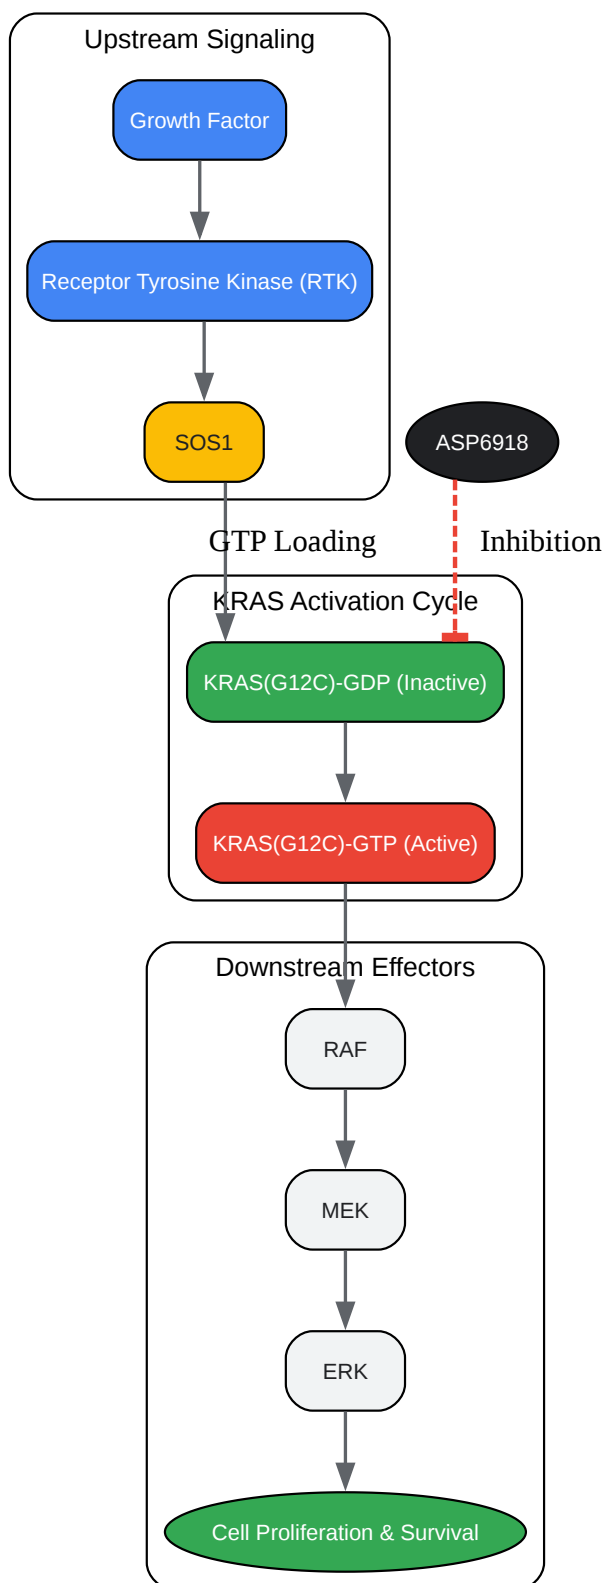 Upstream Signaling
Growth Factor
Receptor Tyrosine Kinase (RTK)
SOS1
ASP6918
GTP Loading
Inhibition
KRAS Activation Cycle
KRAS(G12C)-GDP (Inactive)
KRAS(G12C)-GTP (Active)
Downstream Effectors
RAF
MEK
ERK
Cell Proliferation & Survival